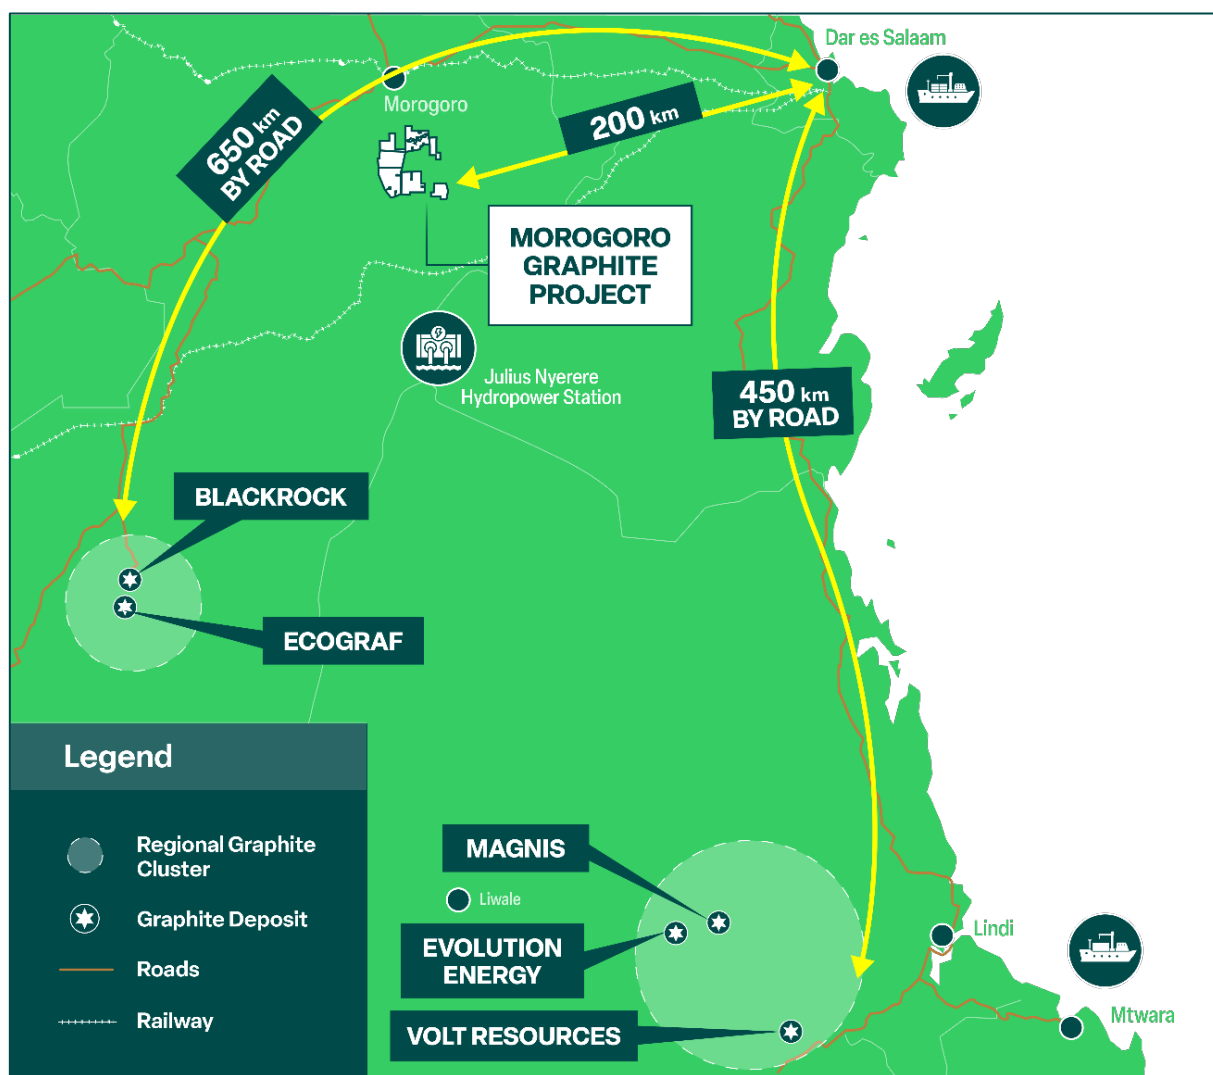 Dar es Salaam
Morogoro
650 km
BY ROAD
200 km
MOROGORO
GRAPHITE
PROJECT
Julius Nyerere
Hydropower Station
450 km
BY ROAD
BLACKROCK
ECOGRAF
Legend
Regional Graphite
Cluster
Graphite Deposit
Roads
Railway
MAGNIS
Liwale
EVOLUTION
ENERGY
VOLT RESOURCES
Lindi
Mtwara